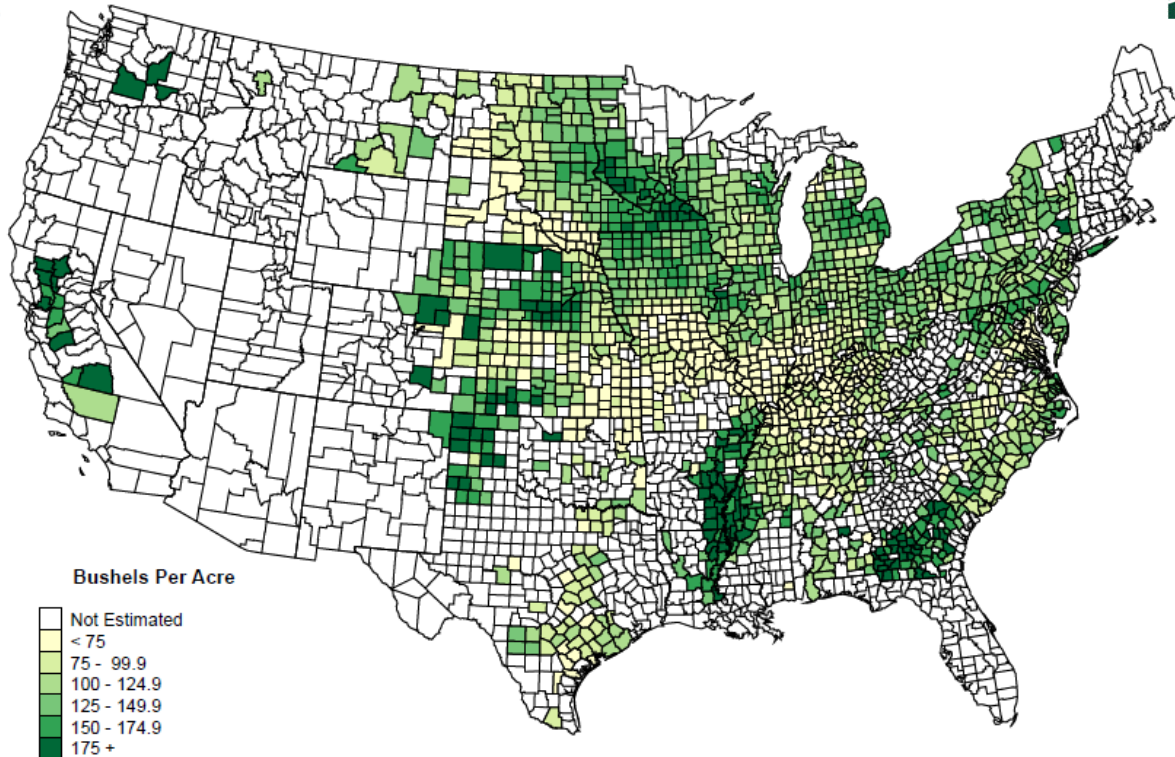 Bushels Per Acre
Not Estimated
< 75
75 - 99.9
100 - 124.9
125 - 149.9
150 - 174.9
175 +